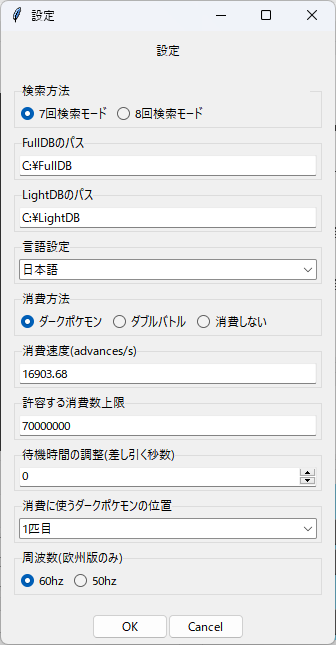 設定
設定
検索方法
7回検索モード 8回検索モード
FullDBのパス
C:¥FullDB
LightDBのパス
C:¥LightDB
言語設定
日本語
消費方法
ダークポケモン ダブルバトル 消費しない
消費速度(advances/s)
16903.68
許容する消費数上限
70000000
待機時間の調整(差し引く秒数)
0
消費に使うダークポケモンの位置
1匹目
周波数(欧州版のみ)
60hz 50hz
OK Cancel